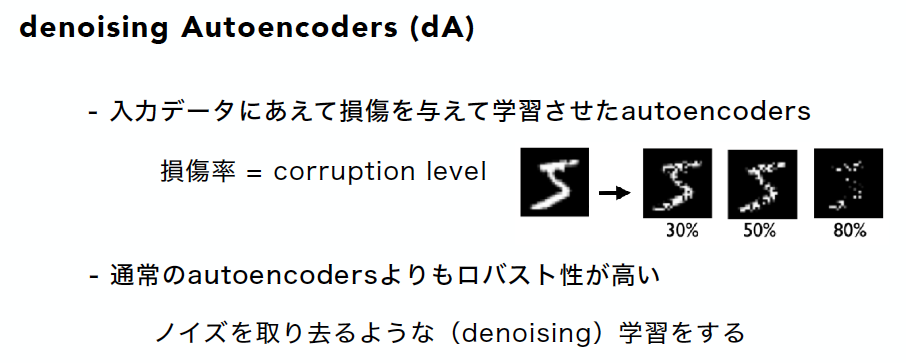 denoising Autoencoders (dA)
- 入力データにあえて損傷を与えて学習させたautoencoders
損傷率 = corruption level
30% 50% 80%
- 通常のautoencodersよりもロバスト性が高い
ノイズを取り去るような（denoising）学習をする